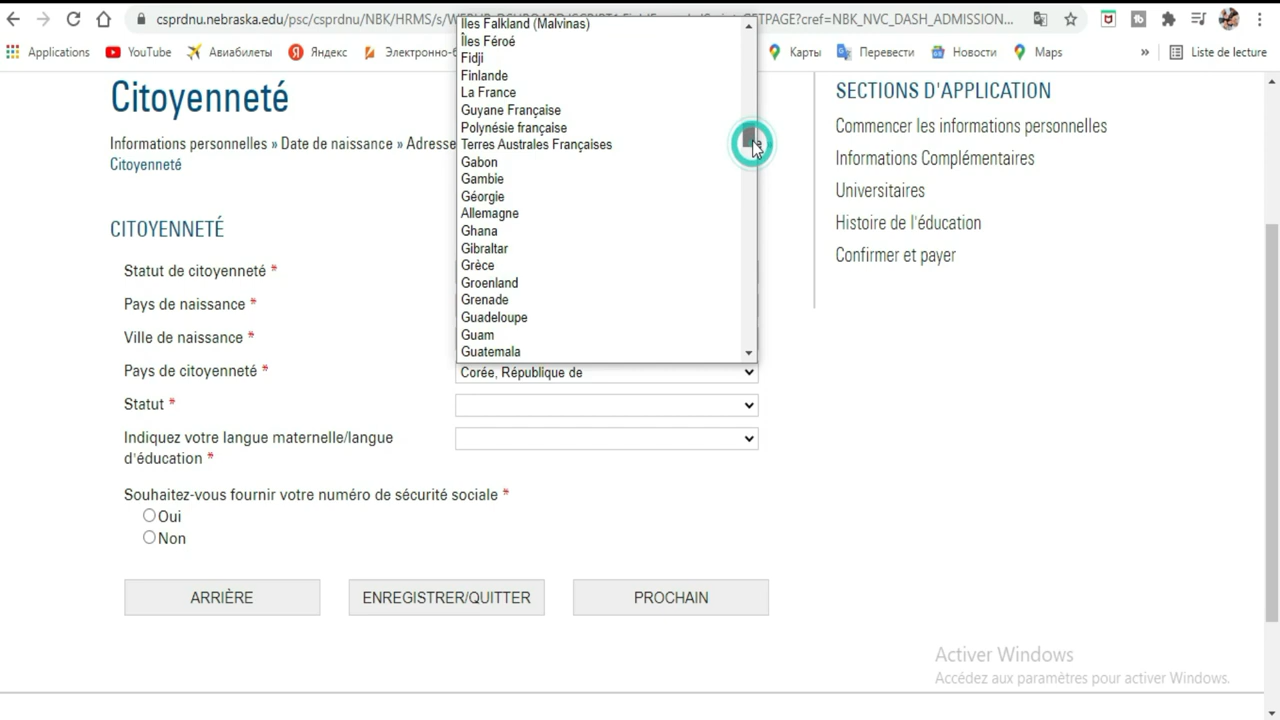 csprdnu.nebraska.edu/psc/csprdnu/NBK/HRMS/s/
GETPAGE?cref=NBK_NVC_DASH_ADMISSION...
Applications
YouTube
Авиабилеты
Яндекс
Карты
Перевести
Новости
Maps
»
Liste de lecture
Îles Falkland (Malvinas)
Îles Féroé
Fidji
Finlande
La France
Guyane Française
Polynésie française
Terres Australes Françaises
Gabon
Gambie
Géorgie
Allemagne
Ghana
Gibraltar
Grèce
Groenland
Grenade
Guadeloupe
Guam
Guatemala
Citoyenneté
Informations personnelles » Date de naissance » Adresse
Citoyenneté
CITOYENNETÉ
Statut de citoyenneté *
Pays de naissance *
Ville de naissance *
Pays de citoyenneté *
Corée, République de
Statut *
Indiquez votre langue maternelle/langue
d'éducation *
Souhaitez-vous fournir votre numéro de sécurité sociale *
Oui
Non
ARRIÈRE
ENREGISTRER/QUITTER
PROCHAIN
SECTIONS D'APPLICATION
Commencer les informations personnelles
Informations Complémentaires
Universitaires
Histoire de l'éducation
Confirmer et payer
Activer Windows
Accédez aux paramètres pour activer Windows.